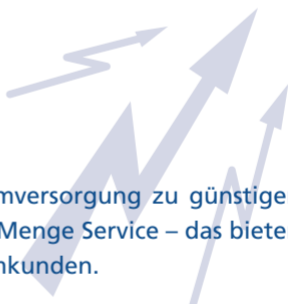 mversorgung zu günstige
Menge Service – das biete
nkunden.